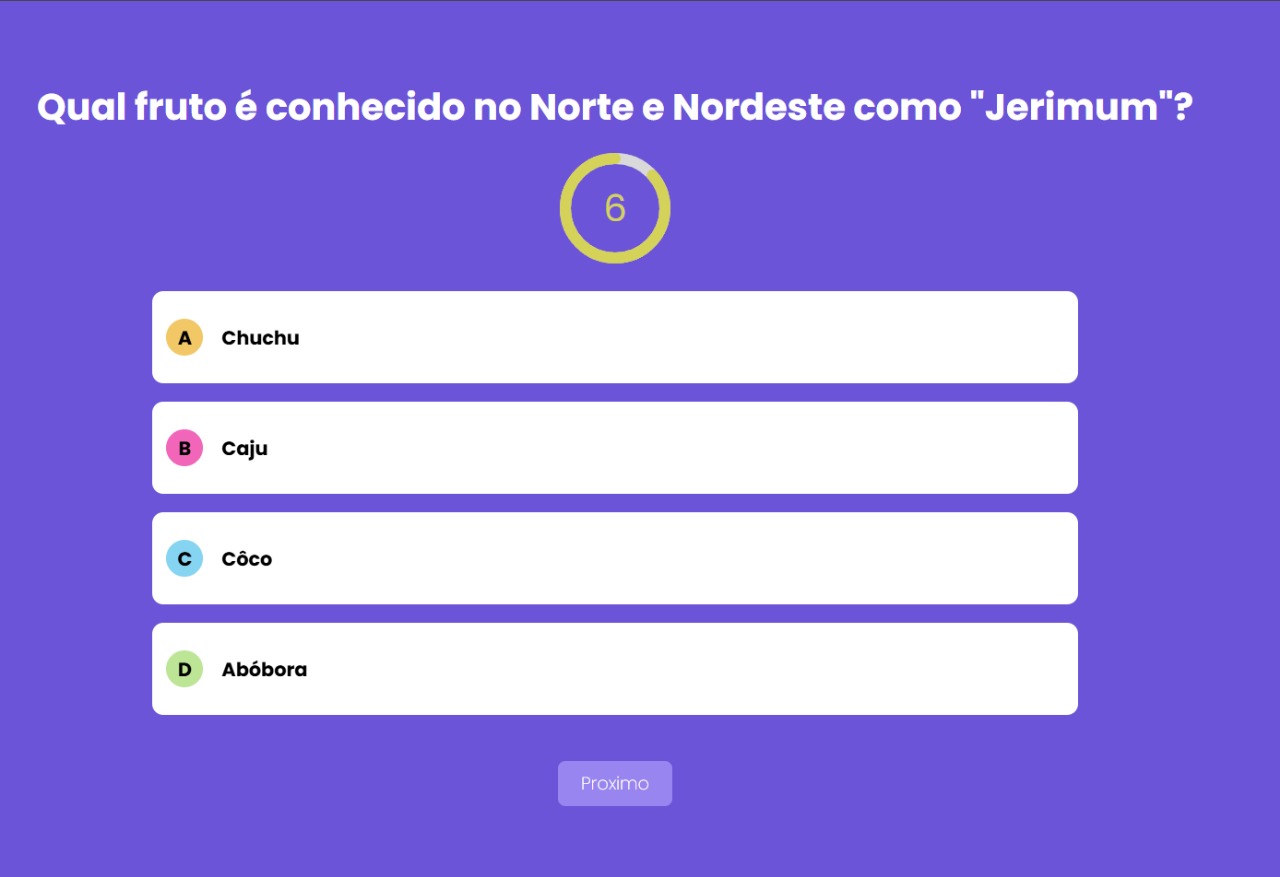 Qual fruto é conhecido no Norte e Nordeste como "Jerimum"?
6
A Chuchu
B Caju
C Côco
D Abóbora
Proximo